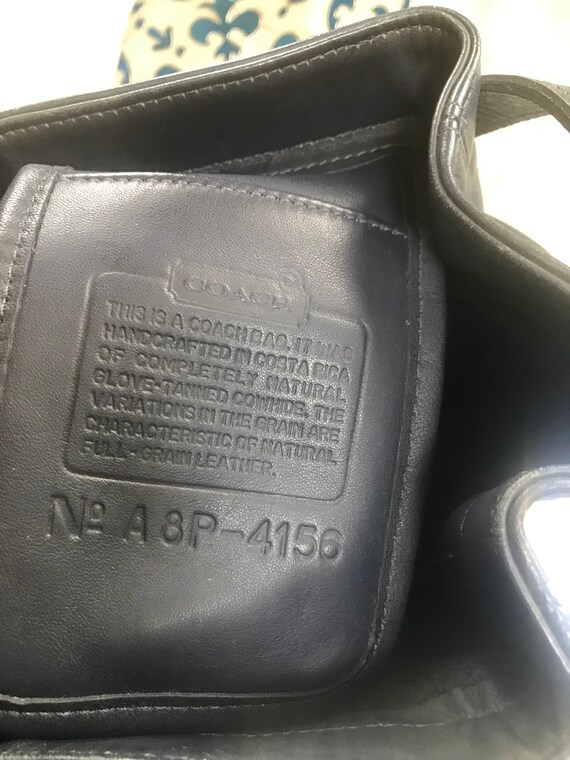 COACH
THIS IS A COACH BAG. IT WAS
HANDCRAFTED IN COSTA RICA
OF COMPLETELY NATURAL
GLOVE-TANNED COWHIDE. THE
VARIATIONS IN THE GRAIN ARE
CHARACTERISTIC OF NATURAL
FULL-GRAIN LEATHER.
No A8P-4156